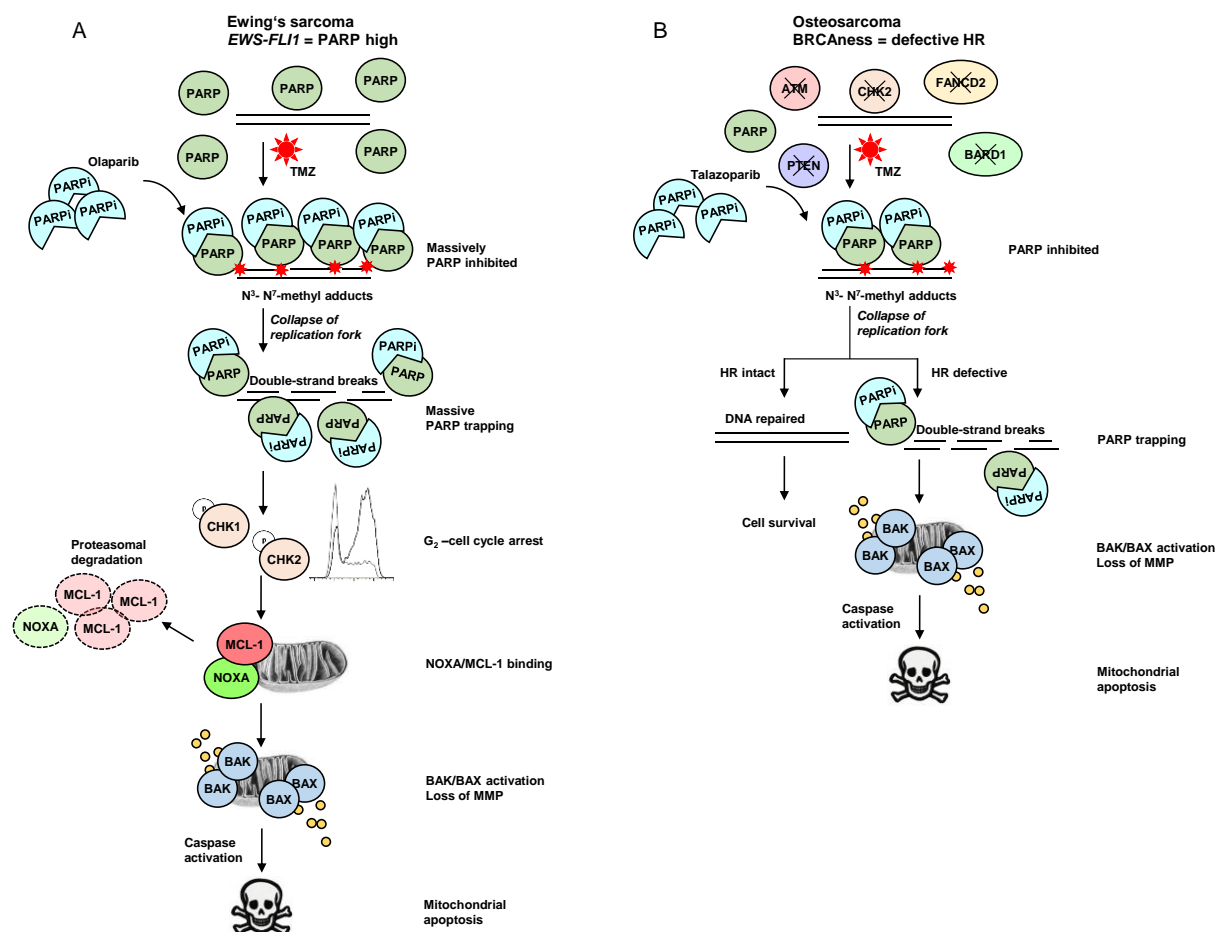 A
Ewing‘s sarcoma
EWS-FLI1 = PARP high
PARP
PARP
PARP
PARP
PARP
TMZ
Olaparib
PARPi
PARPi
PARPi
PARPi
PARPi
PARPi
PARPi
PARP
PARP
PARP
PARP
Massively
PARP inhibited
N³- N⁷-methyl adducts
Collapse of
replication fork
PARPi
PARP
PARPi
PARP
Double-strand breaks
PARP
PARPi
PARP
PARPi
Massive
PARP trapping
p
CHK1
p
CHK2
G₂ –cell cycle arrest
Proteasomal
degradation
MCL-1
MCL-1
MCL-1
NOXA
MCL-1
NOXA
NOXA/MCL-1 binding
BAK
BAK
BAX
BAX
BAK/BAX activation
Loss of MMP
Caspase
activation
Mitochondrial
apoptosis
B
Osteosarcoma
BRCAness = defective HR
ATM
CHK2
FANCD2
PARP
PTEN
BARD1
TMZ
Talazoparib
PARPi
PARPi
PARPi
PARPi
PARPi
PARP
PARP
PARP inhibited
N³- N⁷-methyl adducts
Collapse of
replication fork
HR intact
HR defective
DNA repaired
PARPi
PARP
Double-strand breaks
PARP
PARPi
PARP trapping
Cell survival
BAK
BAK
BAX
BAX
BAK/BAX activation
Loss of MMP
Caspase
activation
Mitochondrial
apoptosis